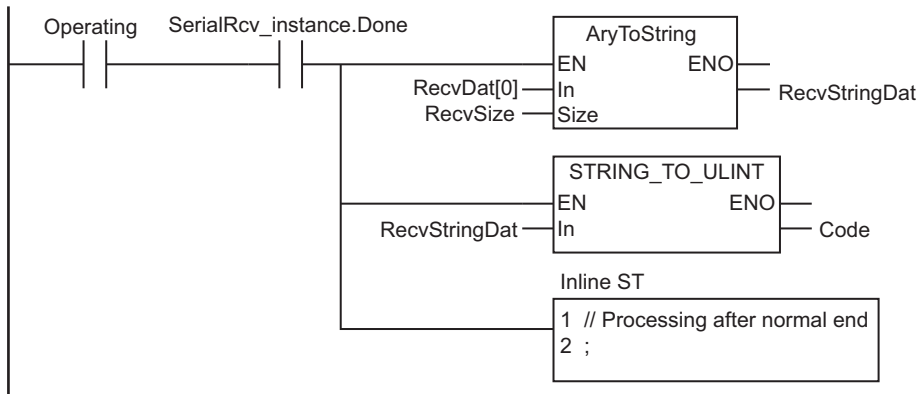 Operating
SerialRcv_instance.Done
AryToString
EN ENO
RecvDat[0] In
RecvStringDat
RecvSize Size
STRING_TO_ULINT
EN ENO
RecvStringDat In
Code
Inline ST
1 // Processing after normal end
2 ;